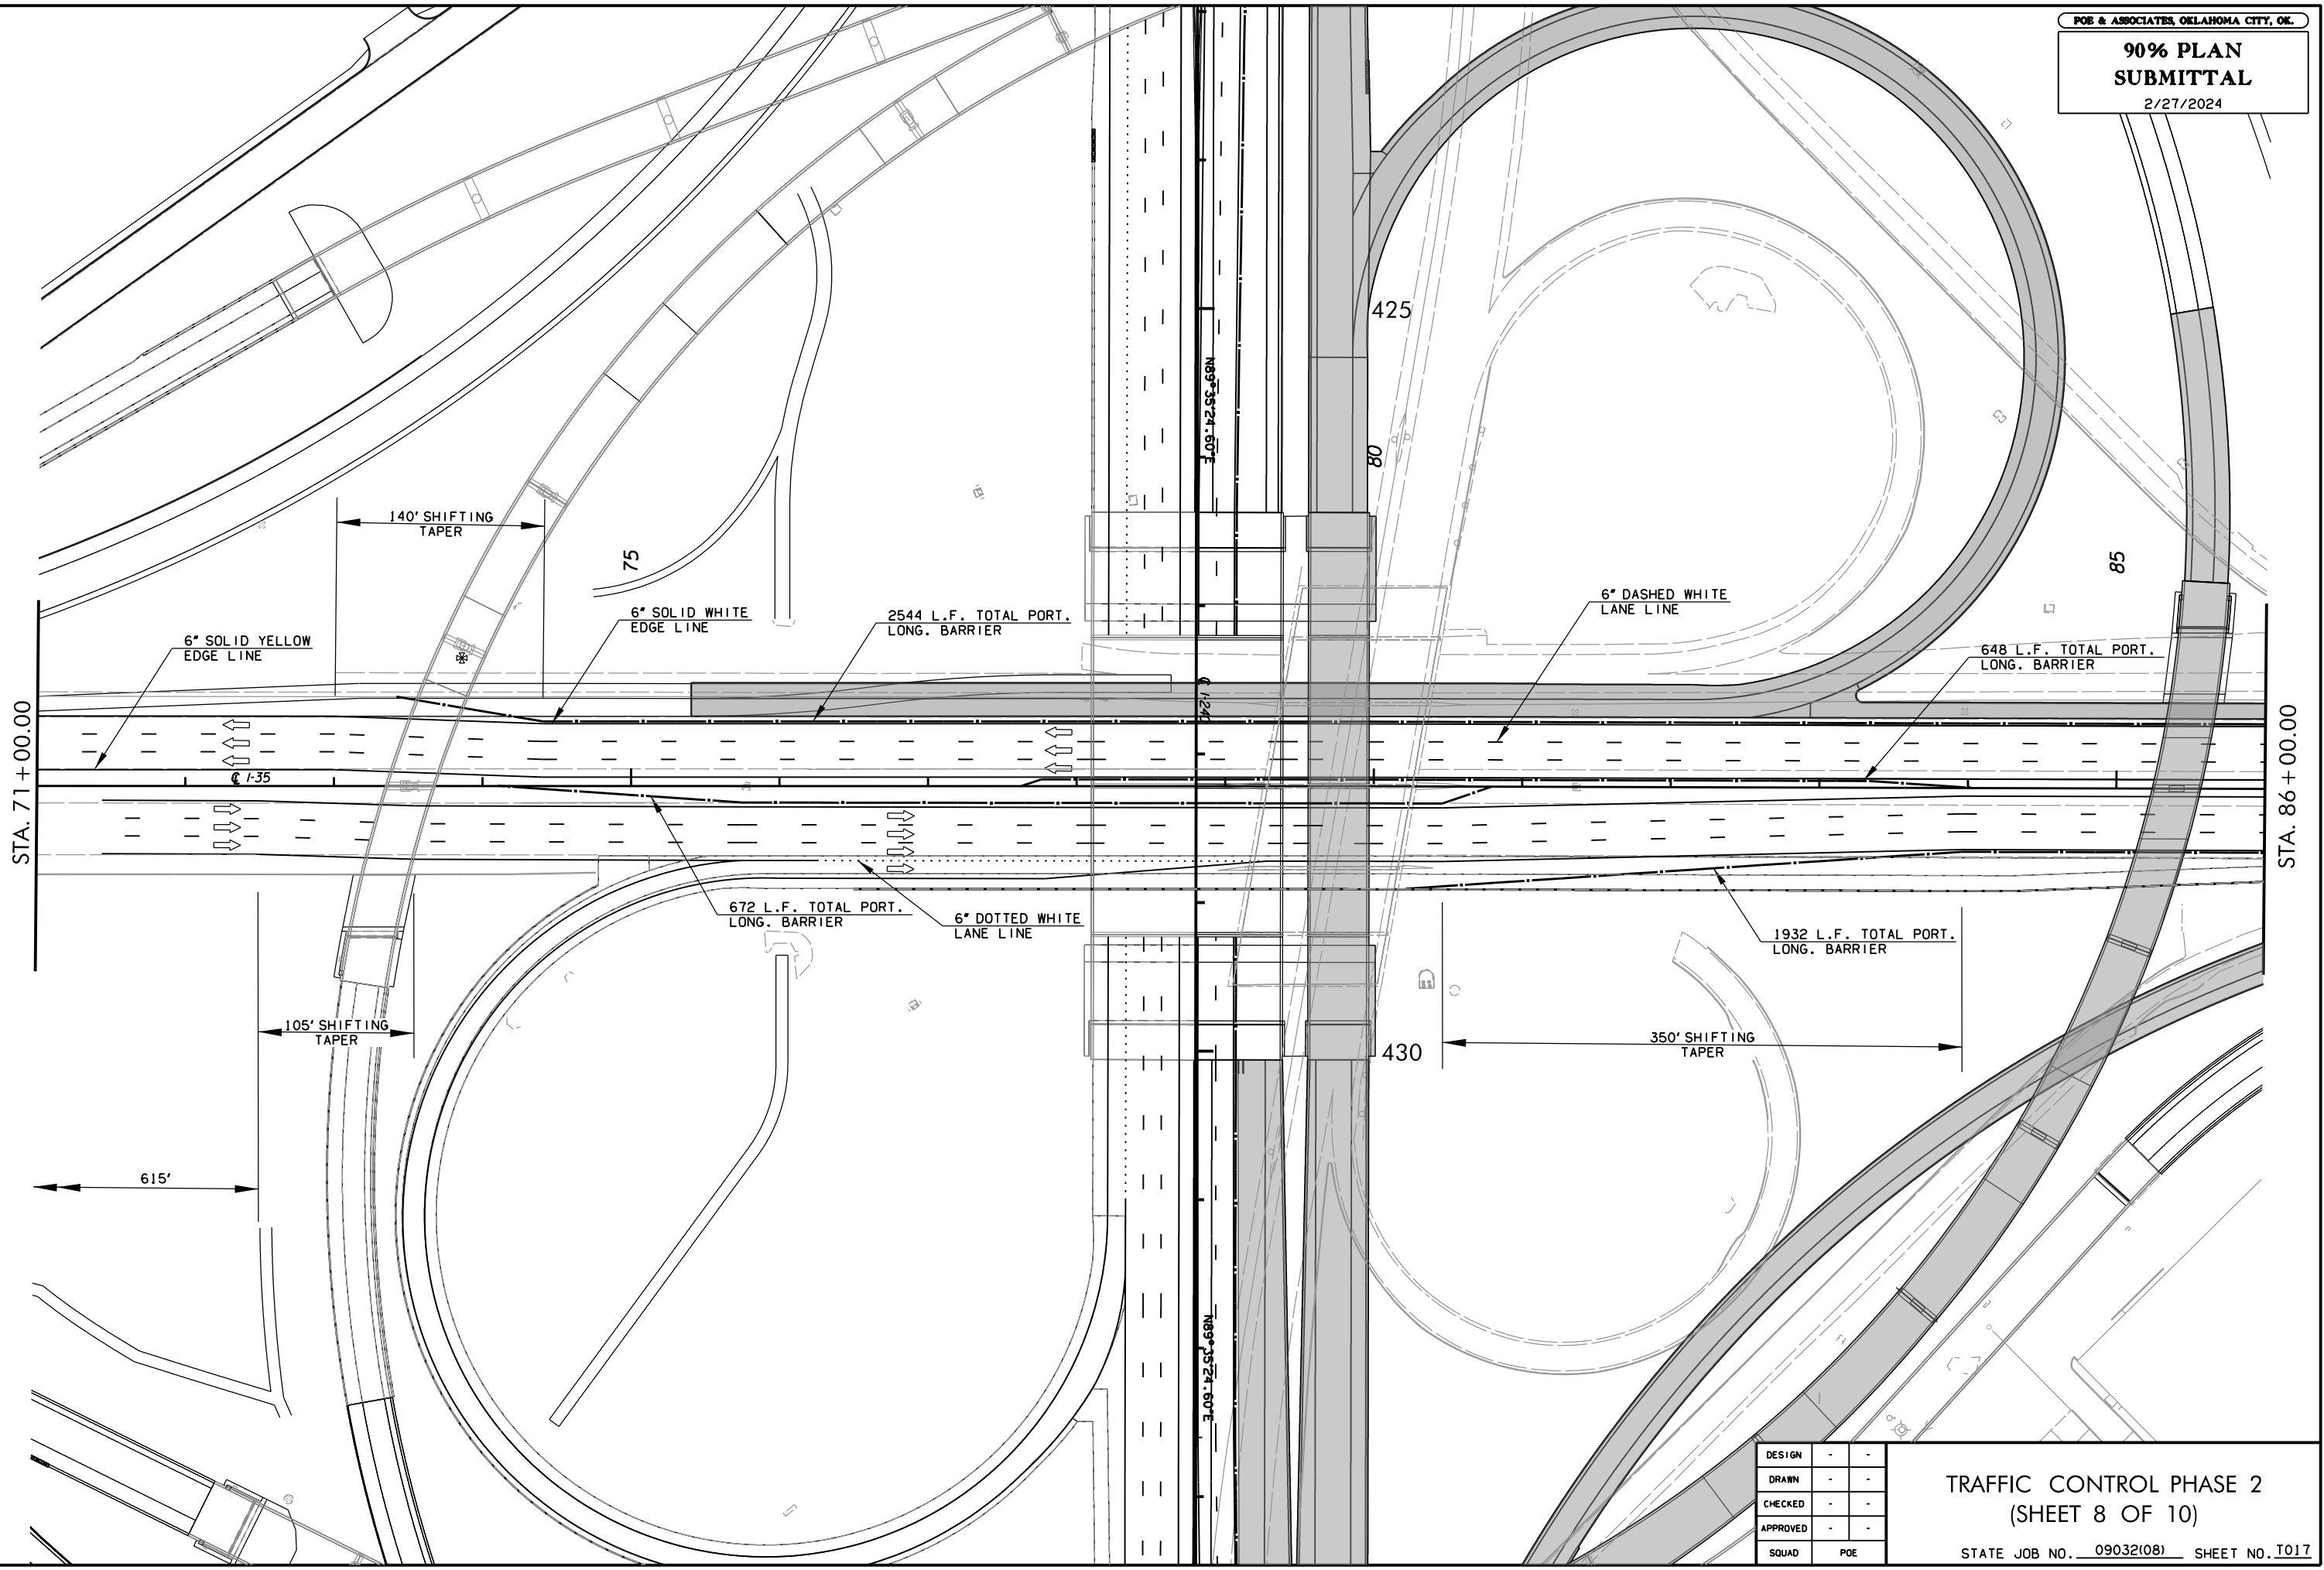 POE & ASSOCIATES, OKLAHOMA CITY, OK.
90% PLAN
SUBMITTAL
2/27/2024
425
N89°35'24.60"E
80
140' SHIFTING
TAPER
75
85
6" SOLID WHITE
EDGE LINE
2544 L.F. TOTAL PORT.
LONG. BARRIER
6" DASHED WHITE
LANE LINE
6" SOLID YELLOW
EDGE LINE
648 L.F. TOTAL PORT.
LONG. BARRIER
℄ I-240
STA. 71+00.00
STA. 86+00.00
℄ I-35
672 L.F. TOTAL PORT.
LONG. BARRIER
6" DOTTED WHITE
LANE LINE
1932 L.F. TOTAL PORT.
LONG. BARRIER
105' SHIFTING
TAPER
430
350' SHIFTING
TAPER
615'
N89°35'24.60"E
DESIGN - -
DRAWN - -
CHECKED - -
APPROVED - -
SQUAD POE
TRAFFIC CONTROL PHASE 2
(SHEET 8 OF 10)
STATE JOB NO. 09032(08) SHEET NO. T017